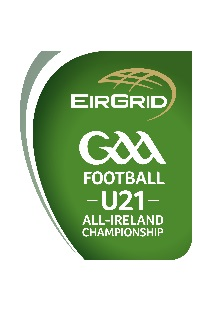 EIRGRID
GAA
FOOTBALL
–U21–
ALL-IRELAND
CHAMPIONSHIP